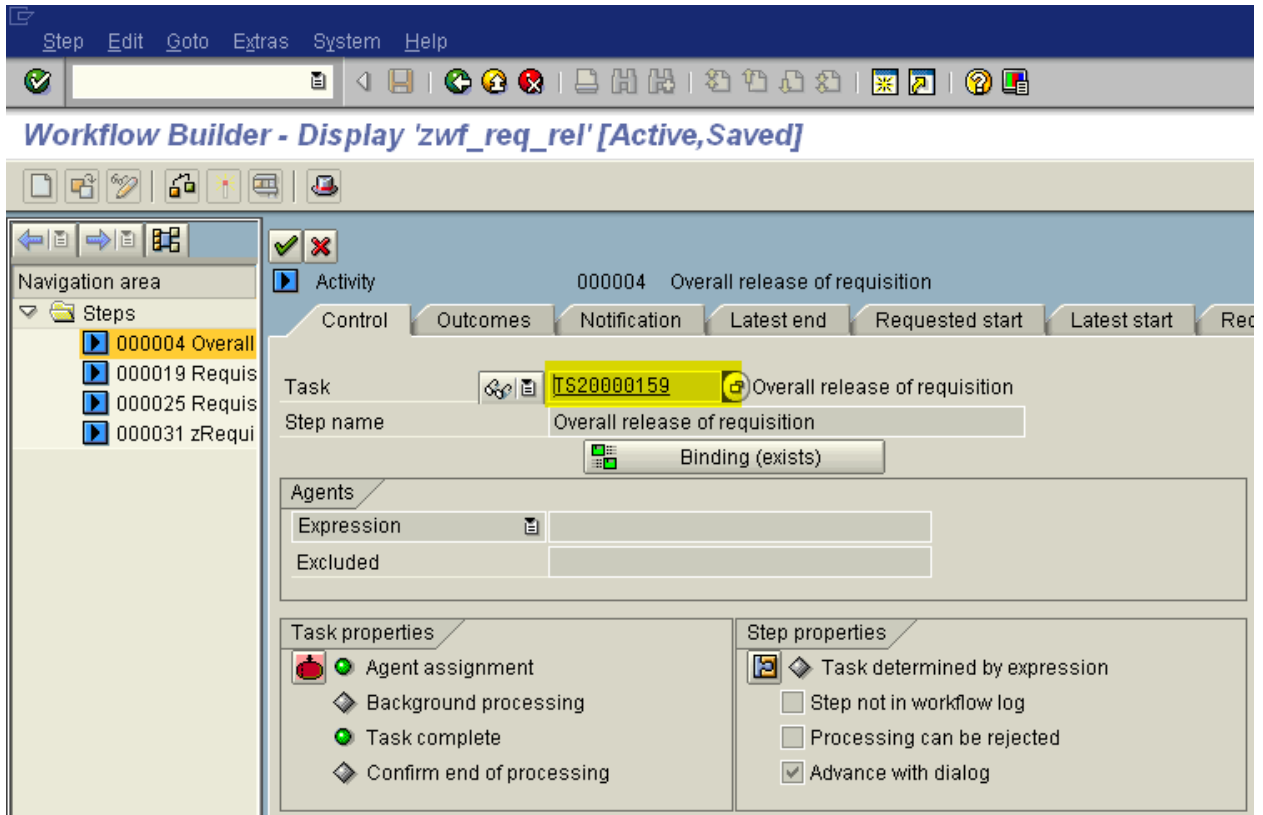 Step Edit Goto Extras System Help
Workflow Builder - Display 'zwf_req_rel' [Active,Saved]
Navigation area
Steps
000004 Overall
000019 Requis
000025 Requis
000031 zRequi
Activity 000004 Overall release of requisition
Control Outcomes Notification Latest end Requested start Latest start Rec
Task TS20000159 Overall release of requisition
Step name Overall release of requisition
Binding (exists)
Agents
Expression
Excluded
Task properties
Agent assignment
Background processing
Task complete
Confirm end of processing
Step properties
Task determined by expression
Step not in workflow log
Processing can be rejected
Advance with dialog